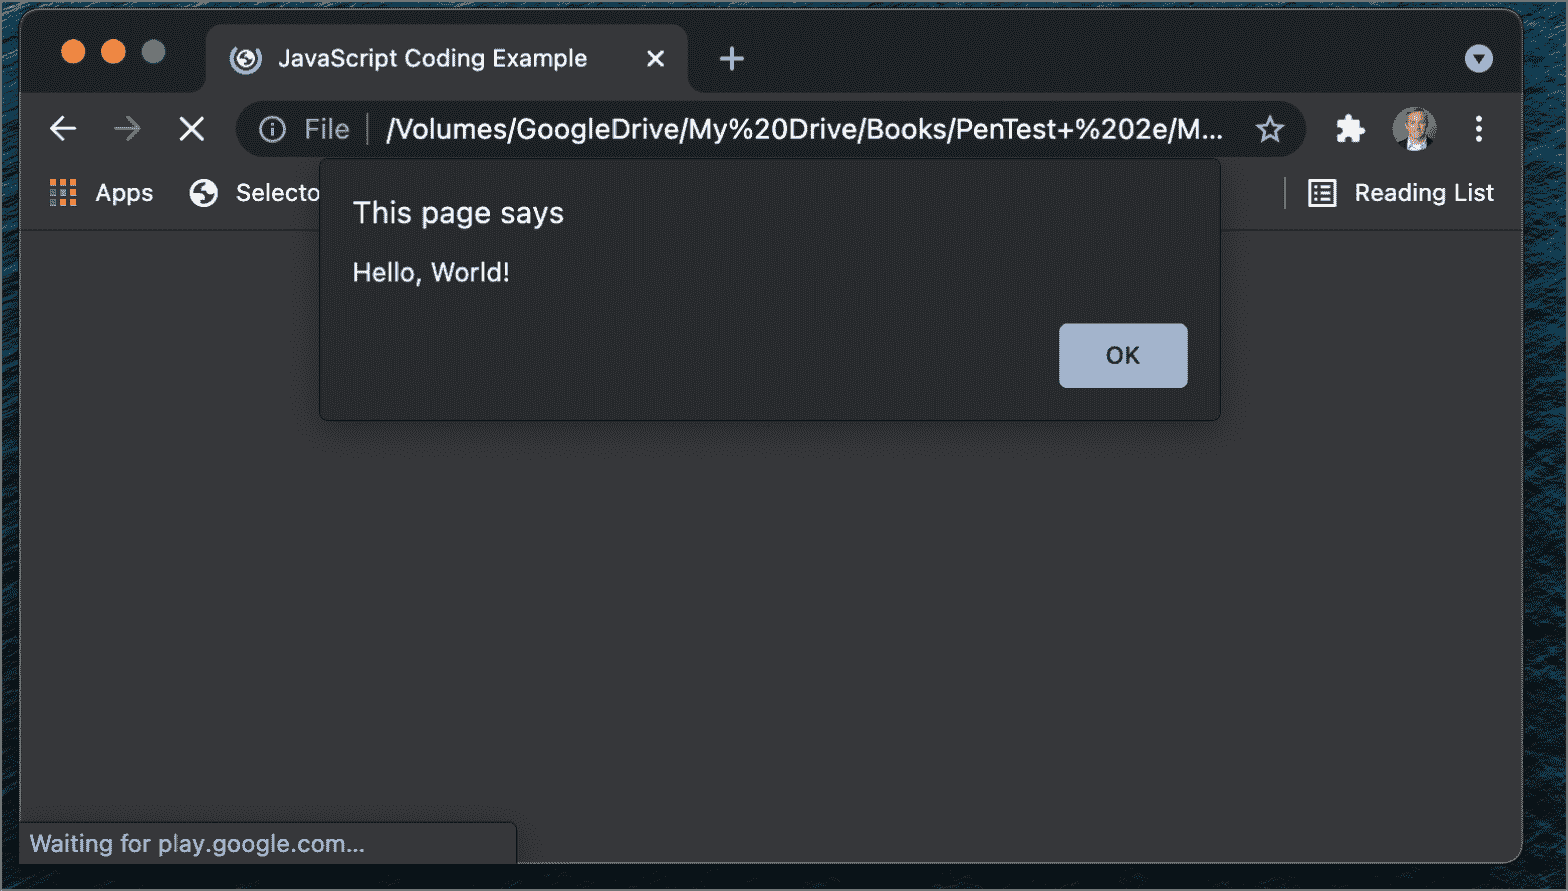 JavaScript Coding Example
File
/Volumes/GoogleDrive/My%20Drive/Books/PenTest+%202e/M...
Apps
Selecto
Reading List
This page says
Hello, World!
OK
Waiting for play.google.com...